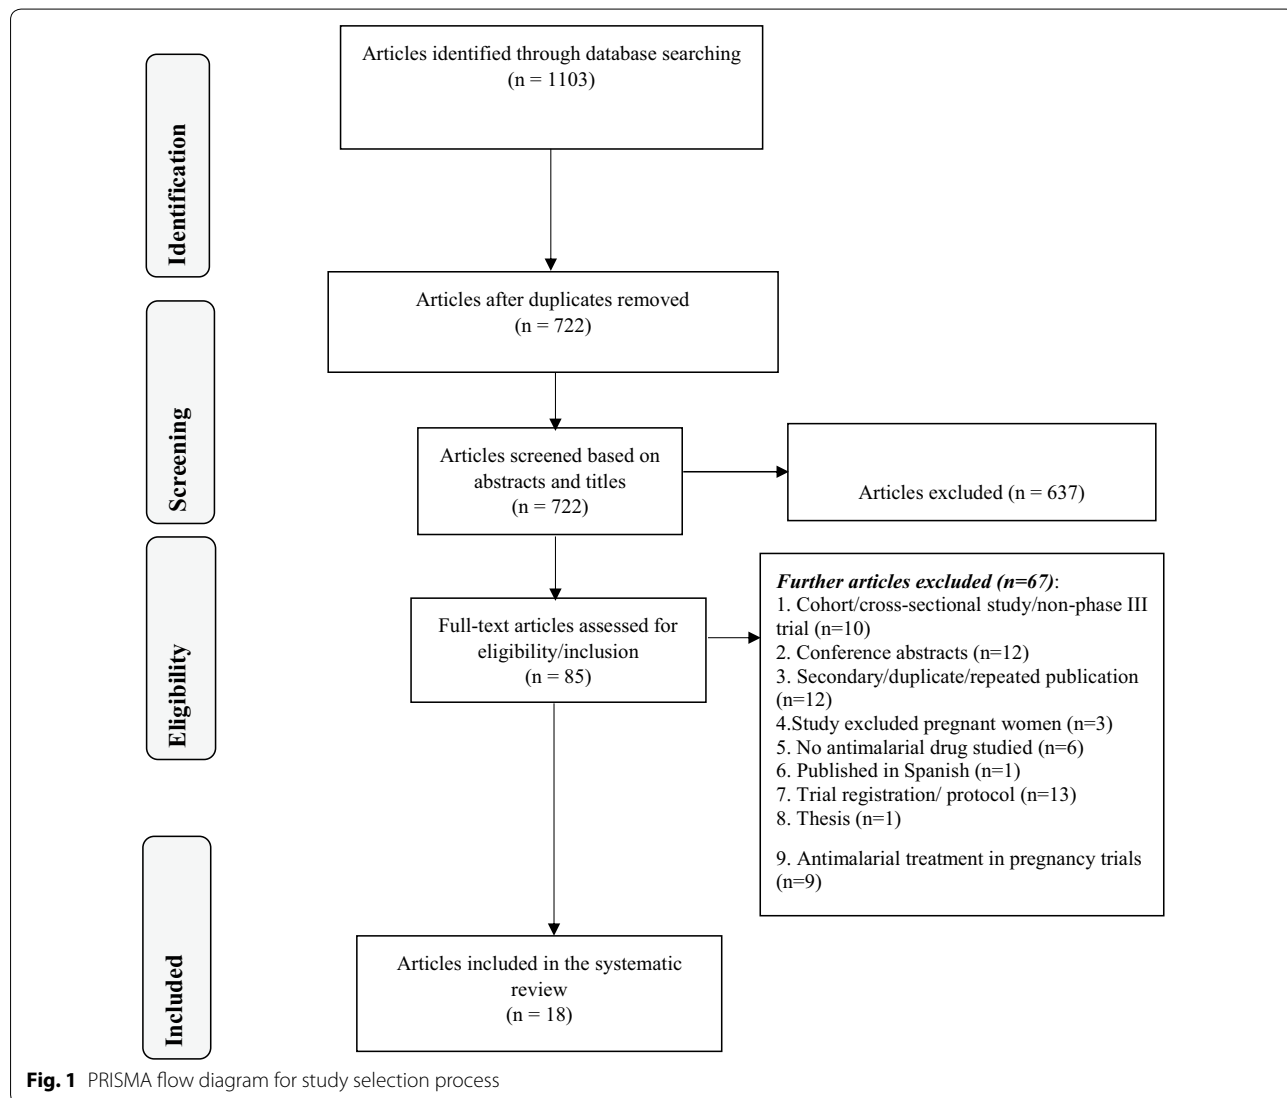 Articles identified through database searching
(n = 1103)
Identification
Articles after duplicates removed
(n = 722)
Screening
Articles screened based on
abstracts and titles
(n = 722)
Articles excluded (n = 637)
Eligibility
Full-text articles assessed for
eligibility/inclusion
(n = 85)
Further articles excluded (n=67):
1. Cohort/cross-sectional study/non-phase III
trial (n=10)
2. Conference abstracts (n=12)
3. Secondary/duplicate/repeated publication
(n=12)
4.Study excluded pregnant women (n=3)
5. No antimalarial drug studied (n=6)
6. Published in Spanish (n=1)
7. Trial registration/ protocol (n=13)
8. Thesis (n=1)
9. Antimalarial treatment in pregnancy trials
(n=9)
Included
Articles included in the systematic
review
(n = 18)
Fig. 1 PRISMA flow diagram for study selection process